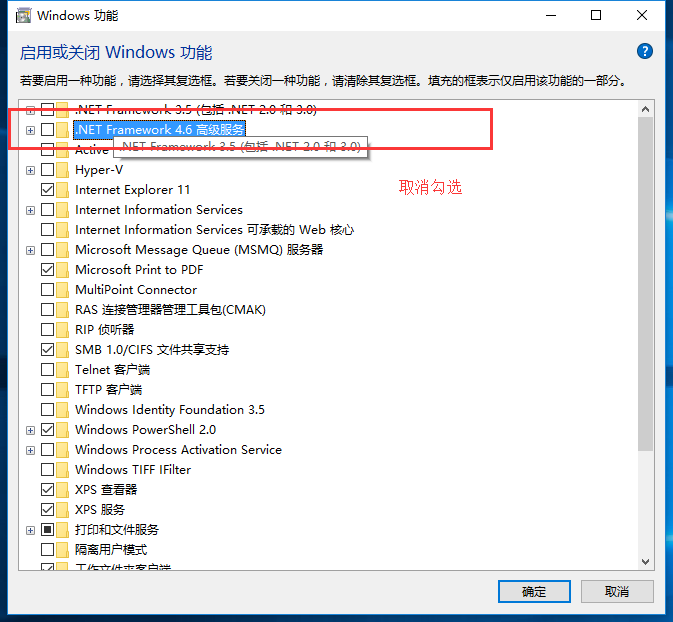 Windows 功能
启用或关闭 Windows 功能
若要启用一种功能，请选择其复选框。若要关闭一种功能，请清除其复选框。填充的框表示仅启用该功能的一部分。
.NET Framework 3.5 (包括 .NET 2.0 和 3.0)
.NET Framework 4.6 高级服务
.NET Framework 3.5 (包括 .NET 2.0 和 3.0)
Active
Hyper-V
取消勾选
Internet Explorer 11
Internet Information Services
Internet Information Services 可承载的 Web 核心
Microsoft Message Queue (MSMQ) 服务器
Microsoft Print to PDF
MultiPoint Connector
RAS 连接管理器管理工具包(CMAK)
RIP 侦听器
SMB 1.0/CIFS 文件共享支持
Telnet 客户端
TFTP 客户端
Windows Identity Foundation 3.5
Windows PowerShell 2.0
Windows Process Activation Service
Windows TIFF IFilter
XPS 查看器
XPS 服务
打印和文件服务
隔离用户模式
工作文件夹客户端
确定
取消